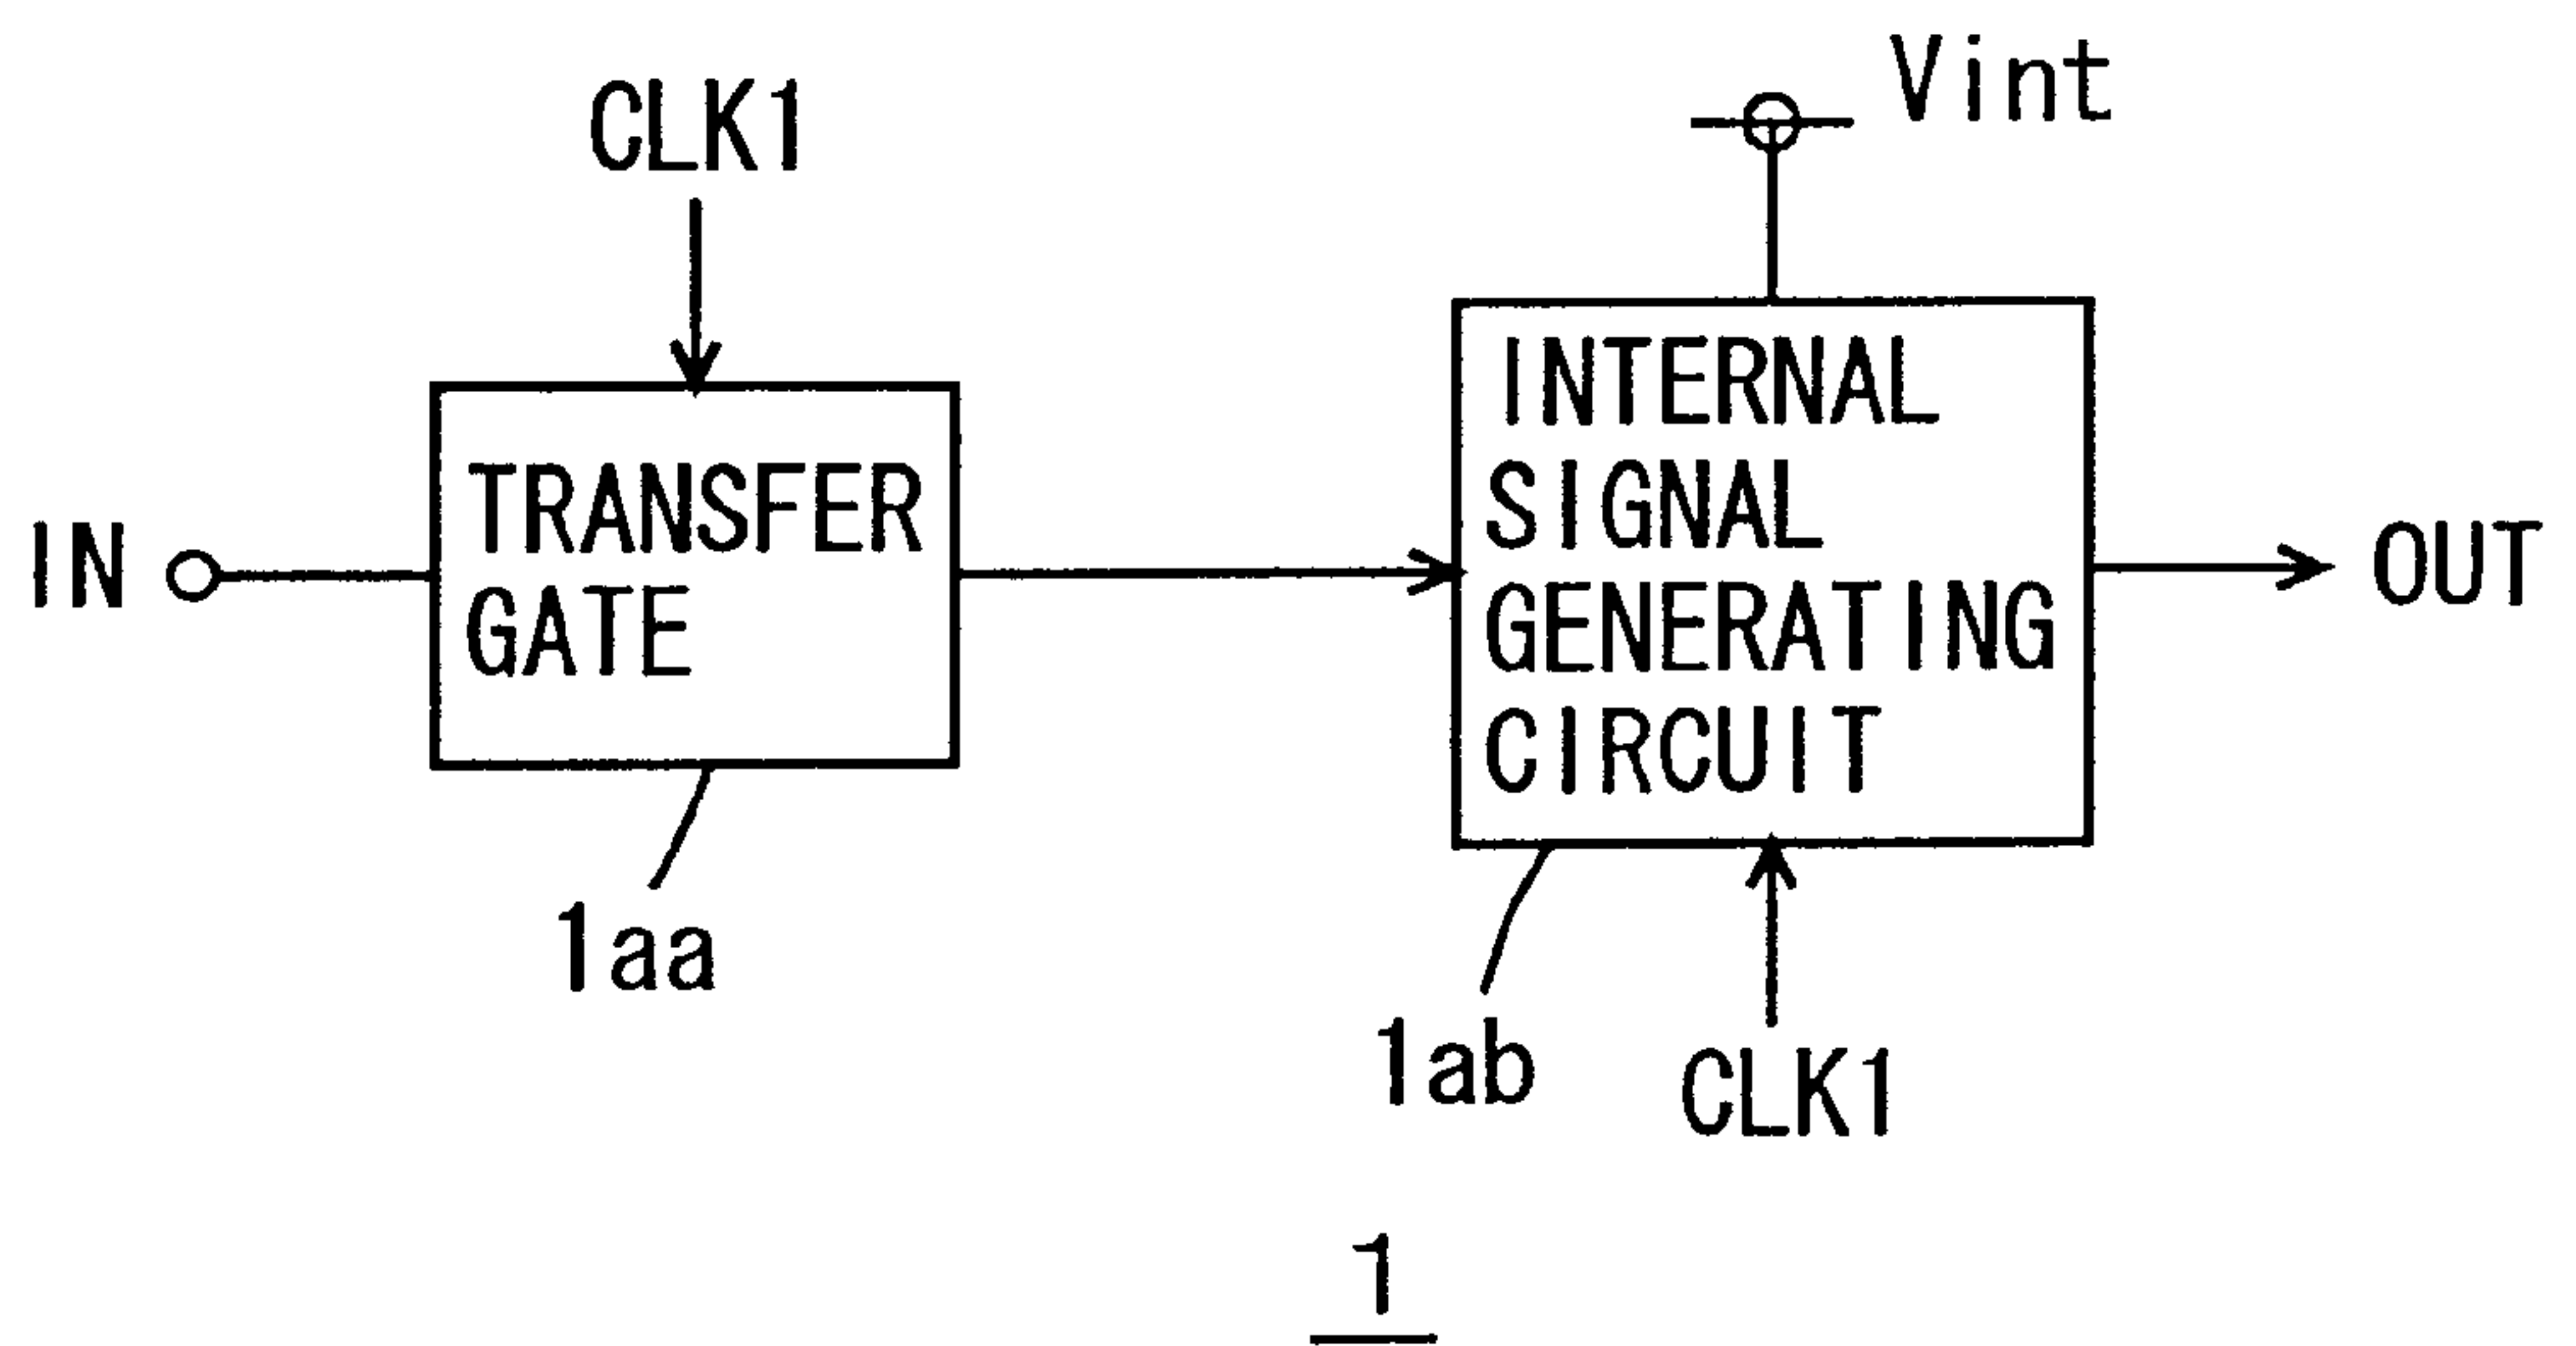 CLK1
Vint
IN
TRANSFER
GATE
INTERNAL
SIGNAL
GENERATING
CIRCUIT
OUT
1aa
1ab
CLK1
1